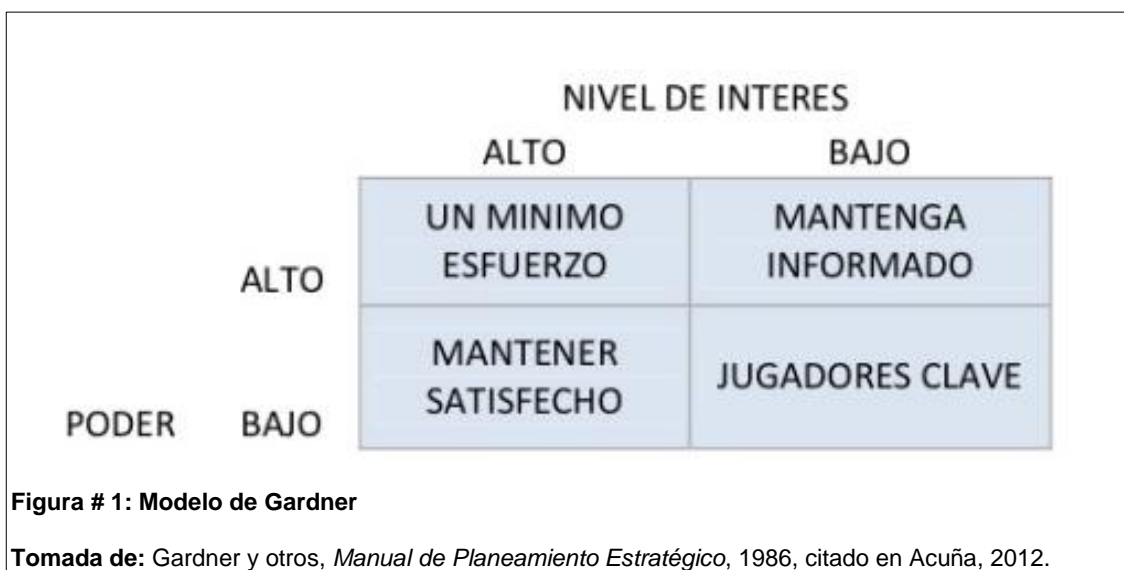 NIVEL DE INTERES
ALTO BAJO
ALTO
UN MINIMO
ESFUERZO
MANTENGA
INFORMADO
PODER BAJO
MANTENER
SATISFECHO
JUGADORES CLAVE
Figura # 1: Modelo de Gardner
Tomada de: Gardner y otros, Manual de Planeamiento Estratégico, 1986, citado en Acuña, 2012.